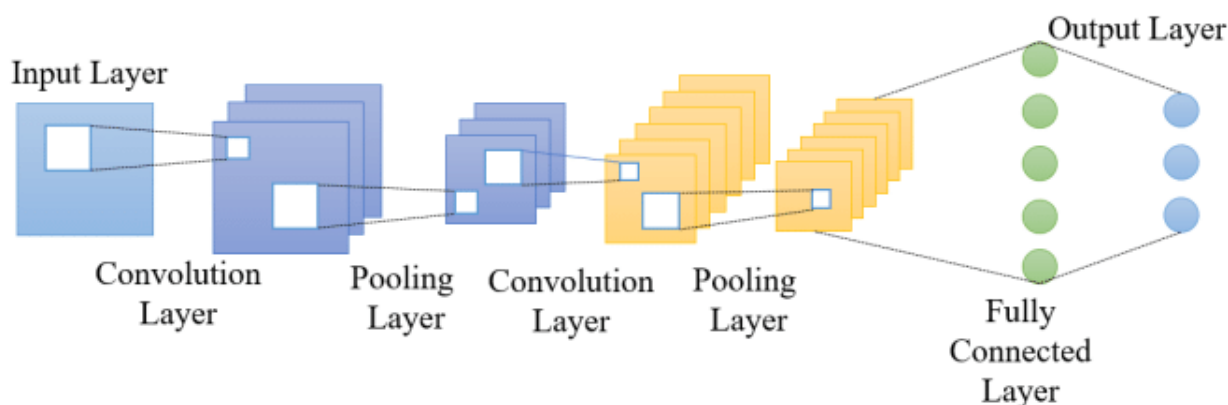 Output Layer
Input Layer
Convolution
Layer
Pooling
Layer
Convolution
Layer
Pooling
Layer
Fully
Connected
Layer